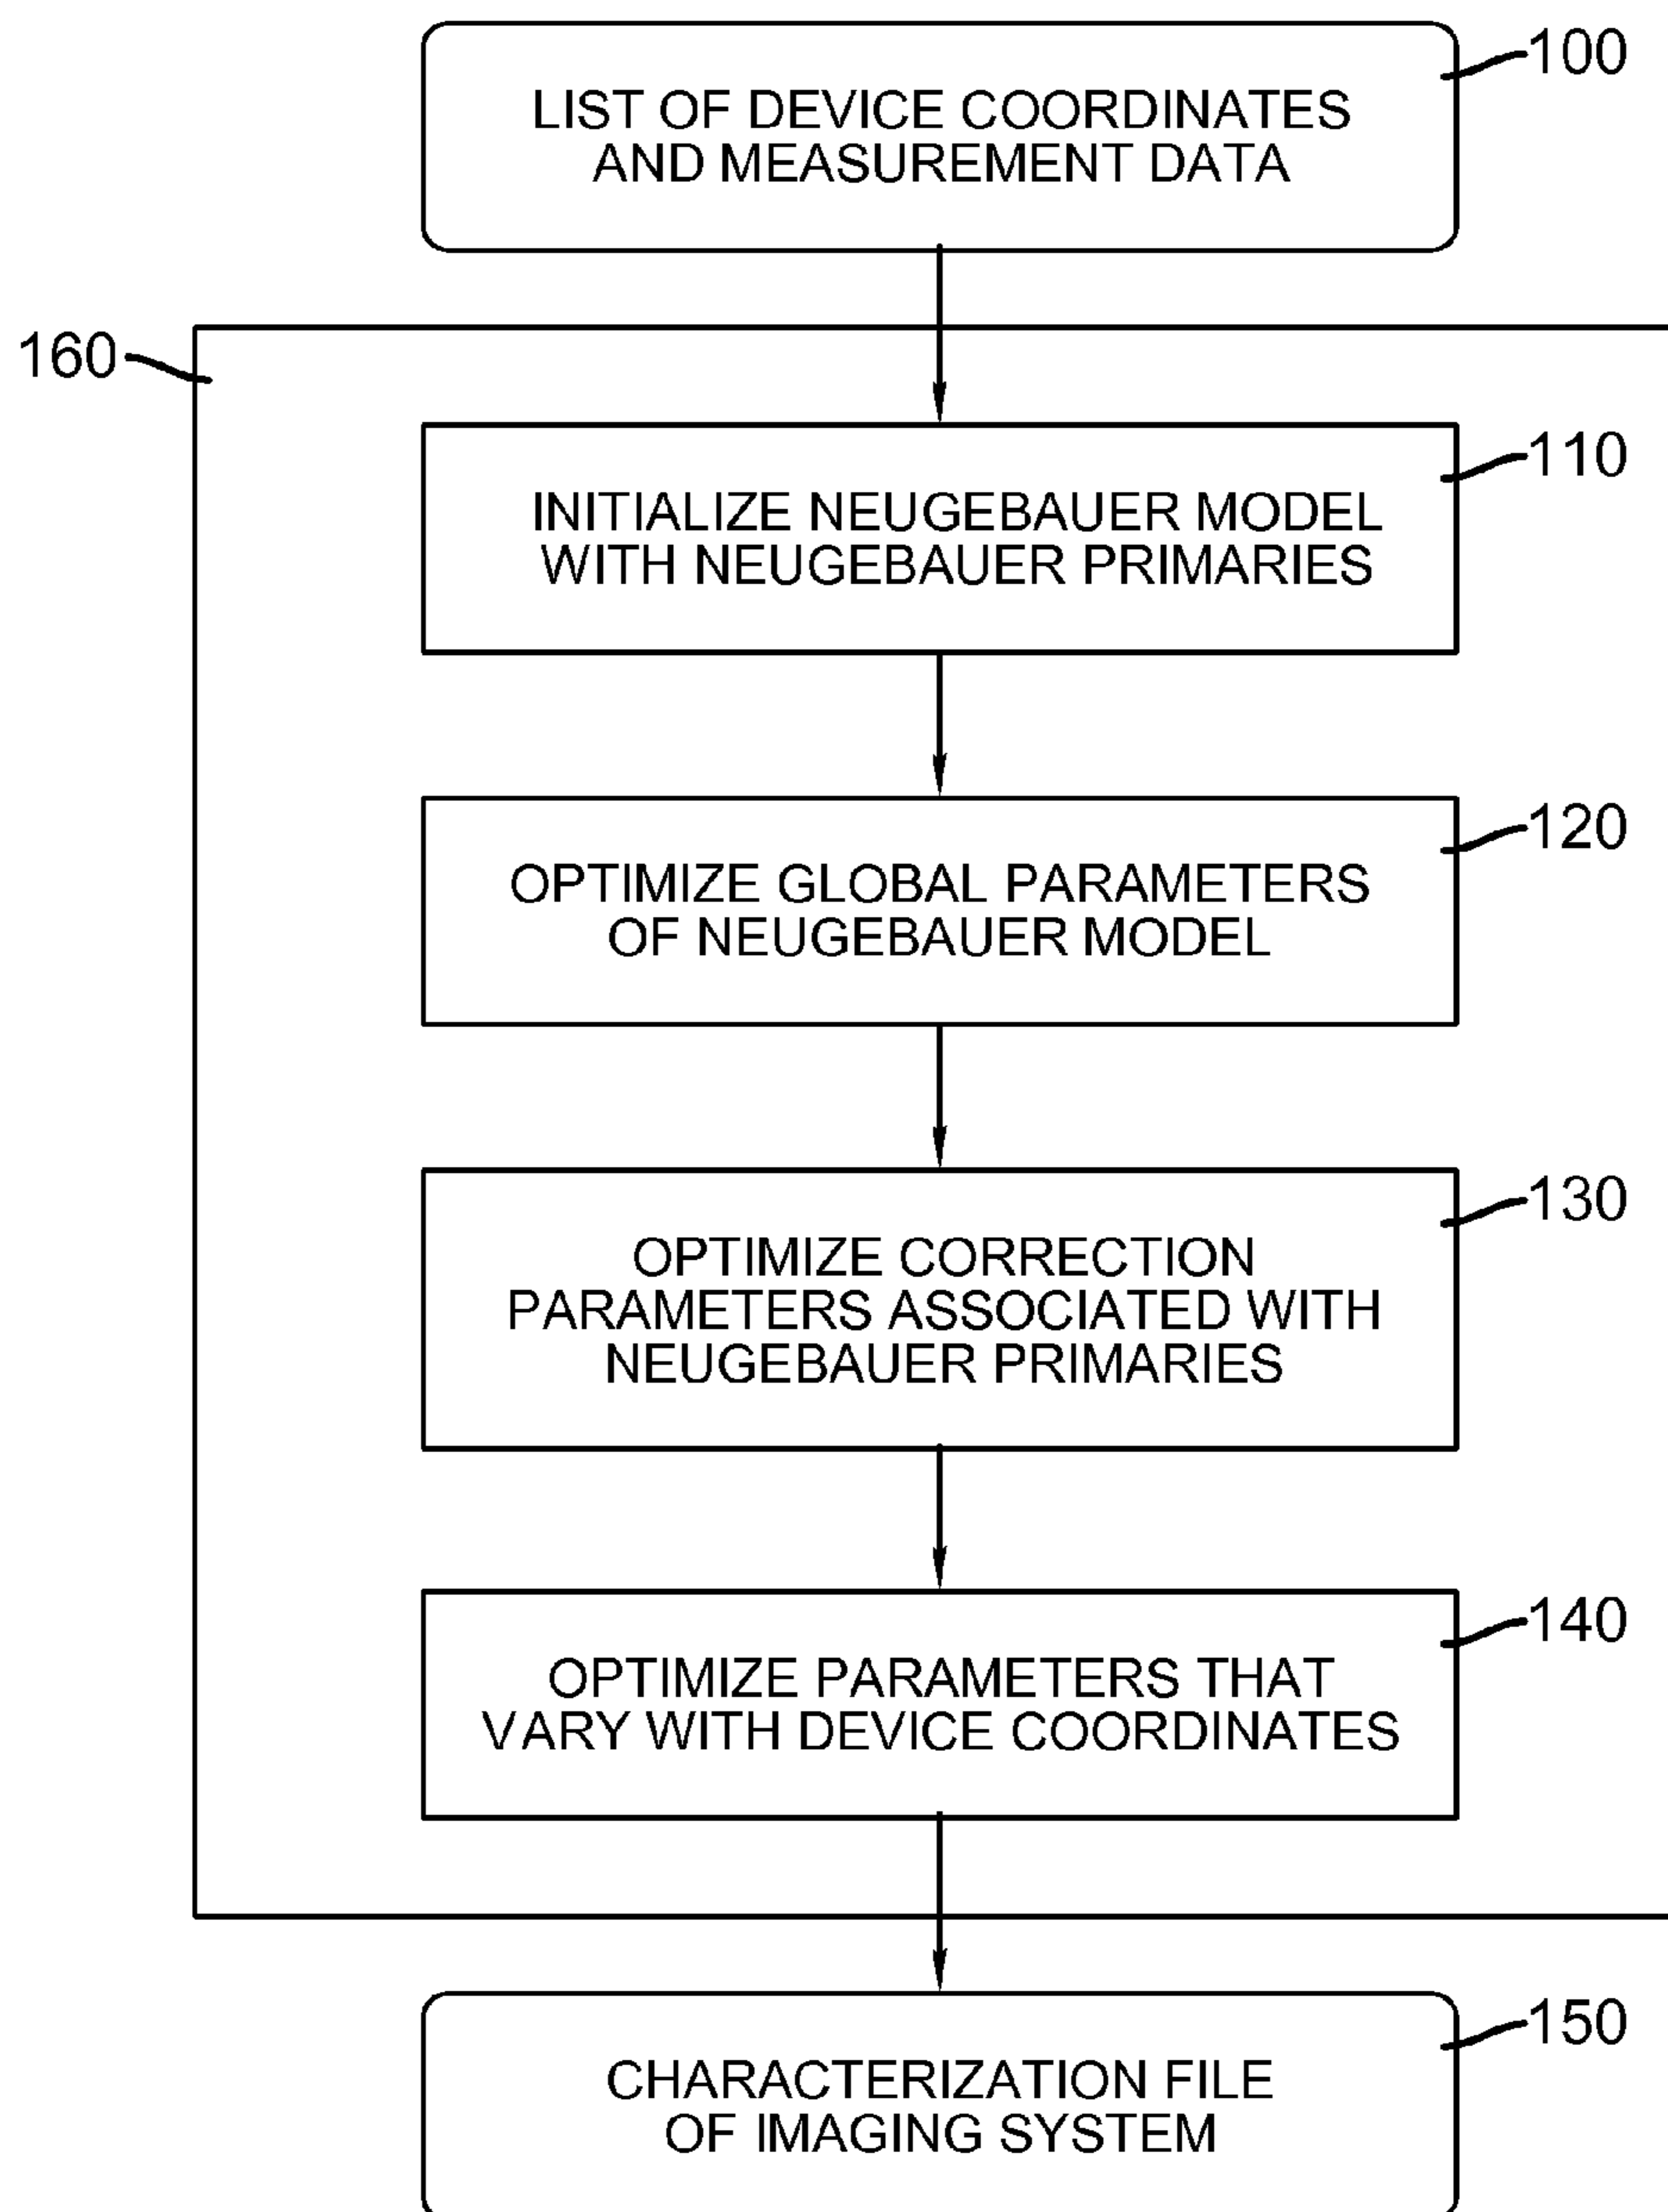 100
LIST OF DEVICE COORDINATES
AND MEASUREMENT DATA
160
110
INITIALIZE NEUGEBAUER MODEL
WITH NEUGEBAUER PRIMARIES
120
OPTIMIZE GLOBAL PARAMETERS
OF NEUGEBAUER MODEL
130
OPTIMIZE CORRECTION
PARAMETERS ASSOCIATED WITH
NEUGEBAUER PRIMARIES
140
OPTIMIZE PARAMETERS THAT
VARY WITH DEVICE COORDINATES
150
CHARACTERIZATION FILE
OF IMAGING SYSTEM